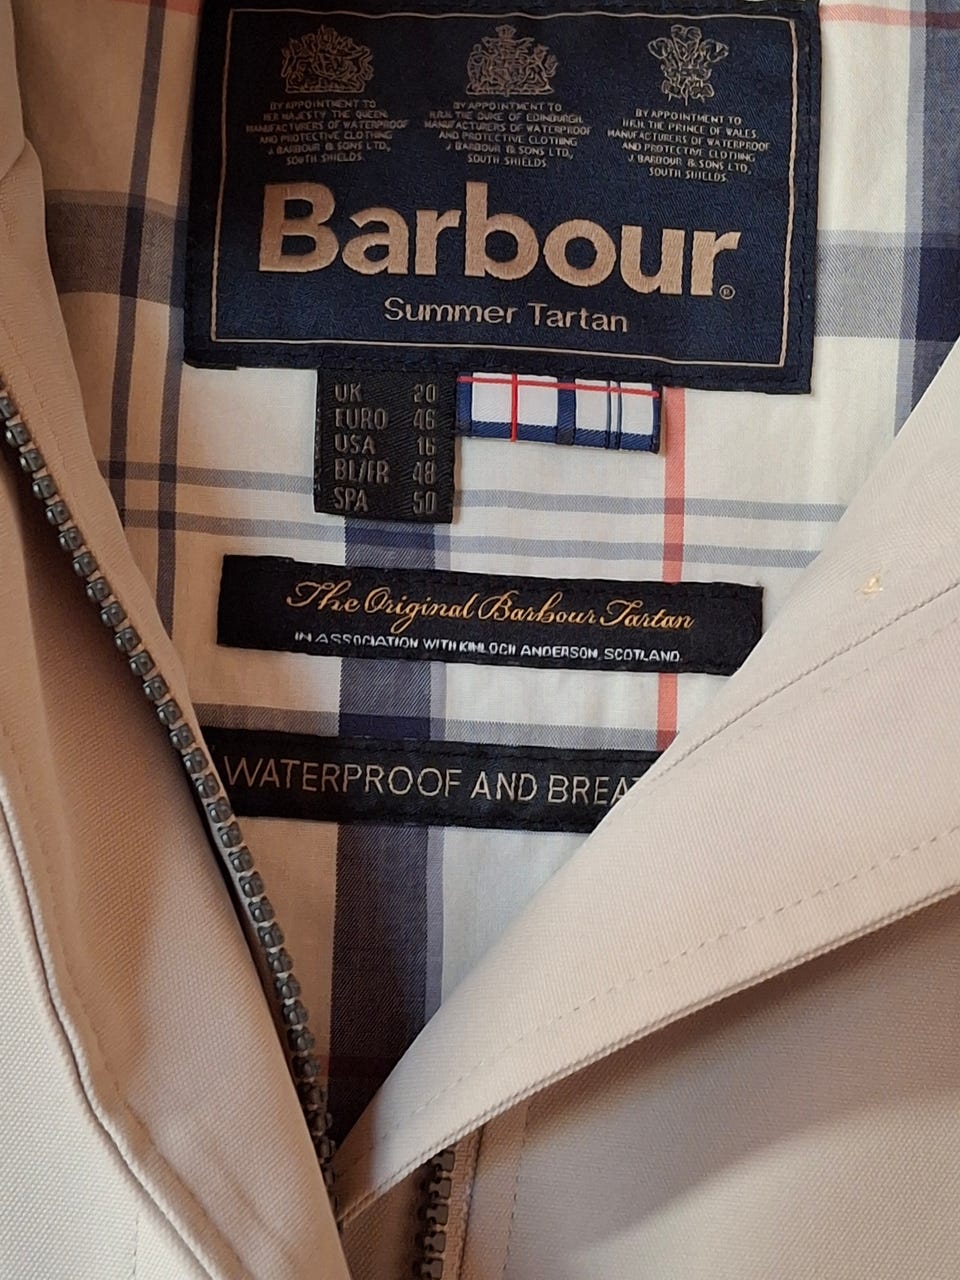 BY APPOINTMENT TO
HER MAJESTY THE QUEEN
MANUFACTURERS OF WATERPROOF
AND PROTECTIVE CLOTHING
J. BARBOUR & SONS LTD,
SOUTH SHIELDS.
BY APPOINTMENT TO
H.R.H. THE DUKE OF EDINBURGH,
MANUFACTURERS OF WATERPROOF
AND PROTECTIVE CLOTHING
J. BARBOUR & SONS LTD,
SOUTH SHIELDS
BY APPOINTMENT TO
H.R.H. THE PRINCE OF WALES
MANUFACTURERS OF WATERPROOF
AND PROTECTIVE CLOTHING
J. BARBOUR & SONS LTD,
SOUTH SHIELDS.
Barbour®
Summer Tartan
UK 20
EURO 46
USA 16
BL/FR 48
SPA 50
The Original Barbour Tartan
IN ASSOCIATION WITH KINLOCH ANDERSON, SCOTLAND.
WATERPROOF AND BREAT